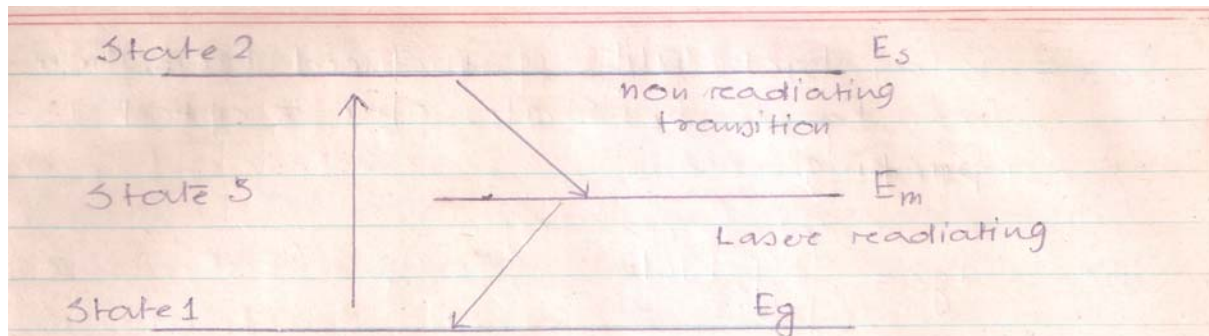 State 2 Es
non readiating
transition
State 3 Em
Laser readiating
State 1 Eg